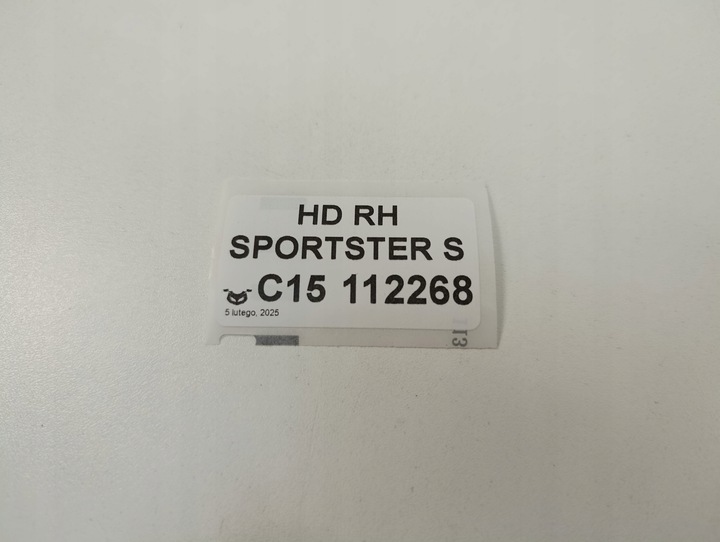 HD RH
SPORTSTER S
C15 112268
5 lutego, 2025